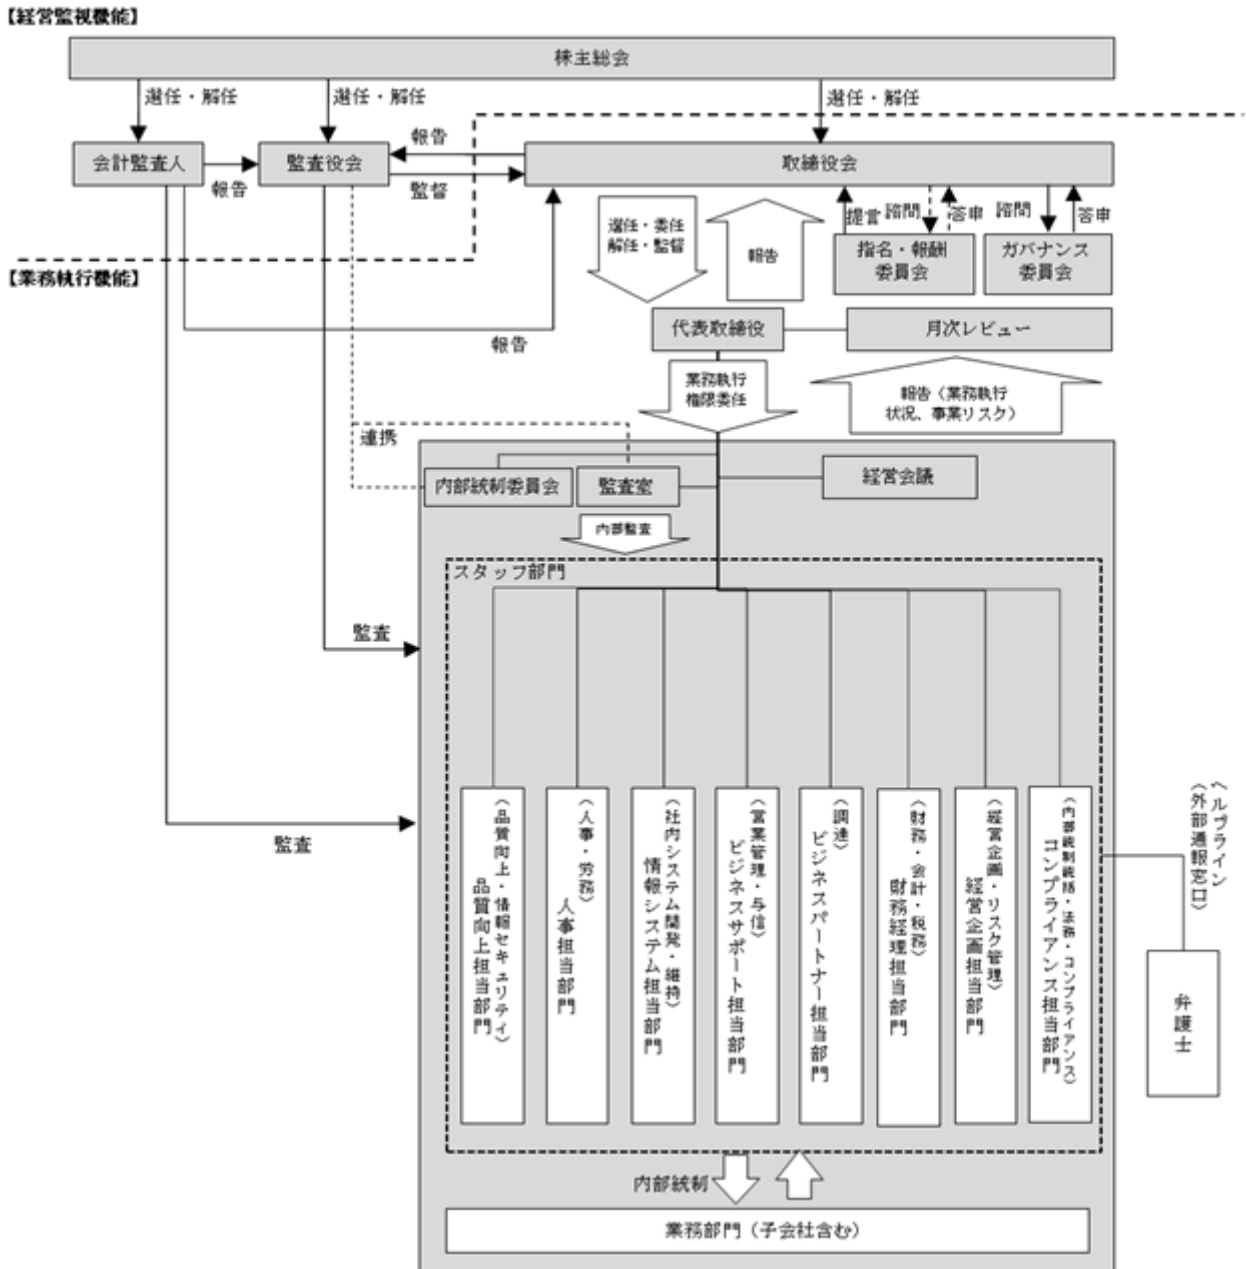 【経営監視機能】
株主総会
選任・解任
選任・解任
選任・解任
会計監査人
報告
監査役会
報告
監督
取締役会
【業務執行機能】
選任・委任
解任・監督
報告
提言
諮問
答申
諮問
答申
指名・報酬
委員会
ガバナンス
委員会
報告
代表取締役
月次レビュー
業務執行
権限委任
報告（業務執行
状況、事業リスク）
連携
内部統制委員会
監査室
経営会議
内部監査
スタッフ部門
監査
監査
（品質向上・情報セキュリティ）
品質向上担当部門
（人事・労務）
人事担当部門
（社内システム開発・維持）
情報システム担当部門
（営業管理・与信）
ビジネスサポート担当部門
（調達）
ビジネスパートナー担当部門
（財務・会計・税務）
財務経理担当部門
（経営企画・リスク管理）
経営企画担当部門
（内部統制統括・法務・コンプライアンス）
コンプライアンス担当部門
ヘルプライン
（外部通報窓口）
弁護士
内部統制
業務部門（子会社含む）